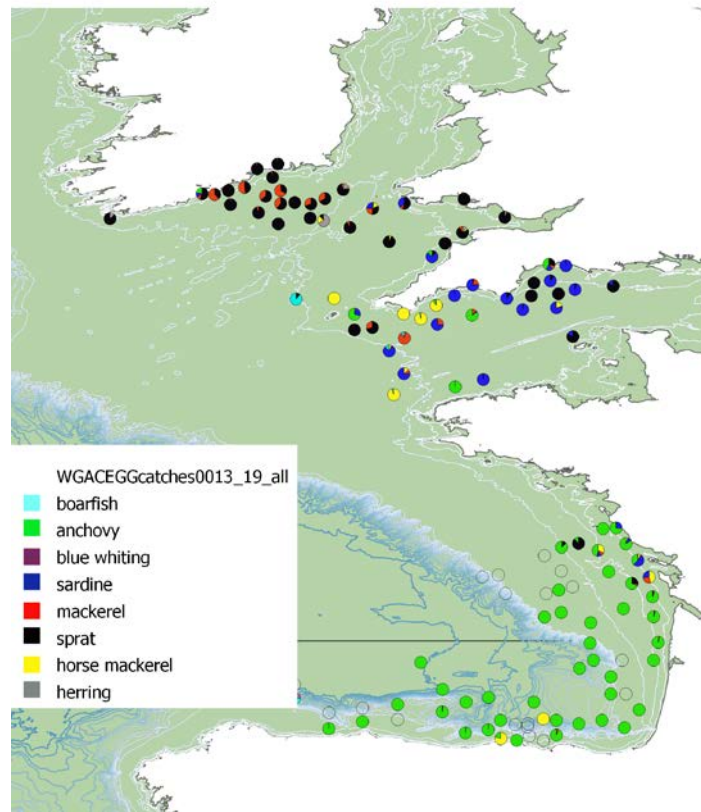 WGACEGGcatches0013_19_all
boarfish
anchovy
blue whiting
sardine
mackerel
sprat
horse mackerel
herring